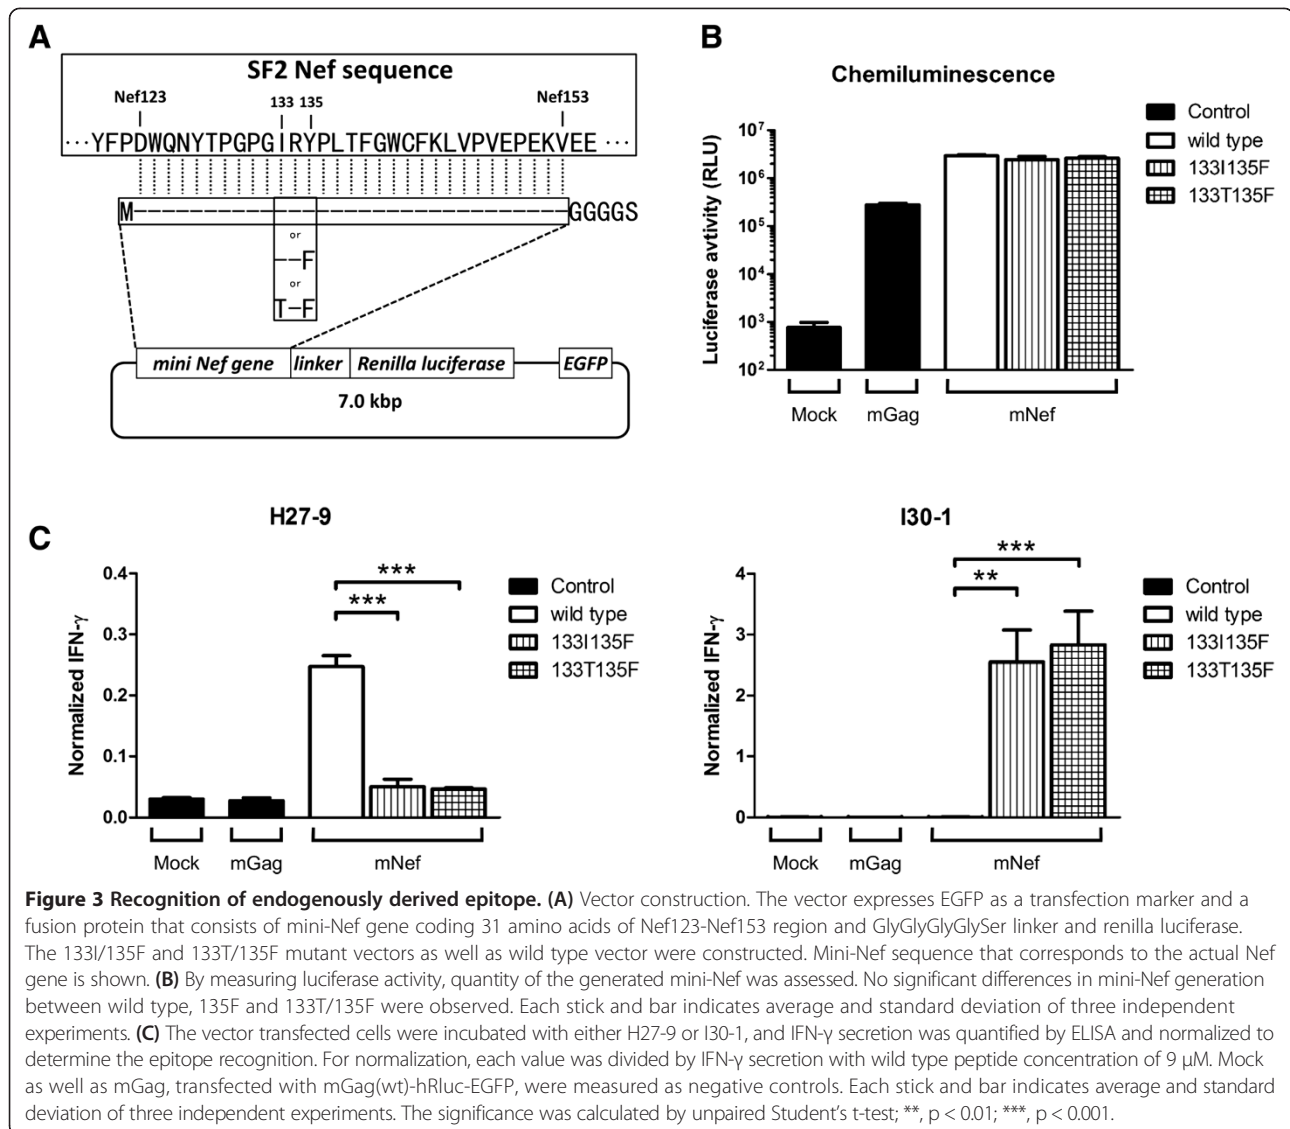 A
SF2 Nef sequence
Nef123 133 135 Nef153
···YFPDWQNYTPGPGIRYPLTFGWCFKLVPVEPEKVEE···
M GGGGS
or
--F
or
T-F
mini Nef gene linker Renilla luciferase EGFP
7.0 kbp
B
Chemiluminescence
Luciferase avtivity (RLU)
10⁷
10⁶
10⁵
10⁴
10³
10²
Mock mGag mNef
Control
wild type
133I135F
133T135F
C
H27-9
Normalized IFN-γ
0.4
0.3
0.2
0.1
0.0
***
***
Mock mGag mNef
Control
wild type
133I135F
133T135F
I30-1
Normalized IFN-γ
4
3
2
1
0
***
**
Mock mGag mNef
Control
wild type
133I135F
133T135F
Figure 3 Recognition of endogenously derived epitope. (A) Vector construction. The vector expresses EGFP as a transfection marker and a
fusion protein that consists of mini-Nef gene coding 31 amino acids of Nef123-Nef153 region and GlyGlyGlyGlySer linker and renilla luciferase.
The 133I/135F and 133T/135F mutant vectors as well as wild type vector were constructed. Mini-Nef sequence that corresponds to the actual Nef
gene is shown. (B) By measuring luciferase activity, quantity of the generated mini-Nef was assessed. No significant differences in mini-Nef generation
between wild type, 135F and 133T/135F were observed. Each stick and bar indicates average and standard deviation of three independent
experiments. (C) The vector transfected cells were incubated with either H27-9 or I30-1, and IFN-γ secretion was quantified by ELISA and normalized to
determine the epitope recognition. For normalization, each value was divided by IFN-γ secretion with wild type peptide concentration of 9 μM. Mock
as well as mGag, transfected with mGag(wt)-hRluc-EGFP, were measured as negative controls. Each stick and bar indicates average and standard
deviation of three independent experiments. The significance was calculated by unpaired Student's t-test; **, p < 0.01; ***, p < 0.001.